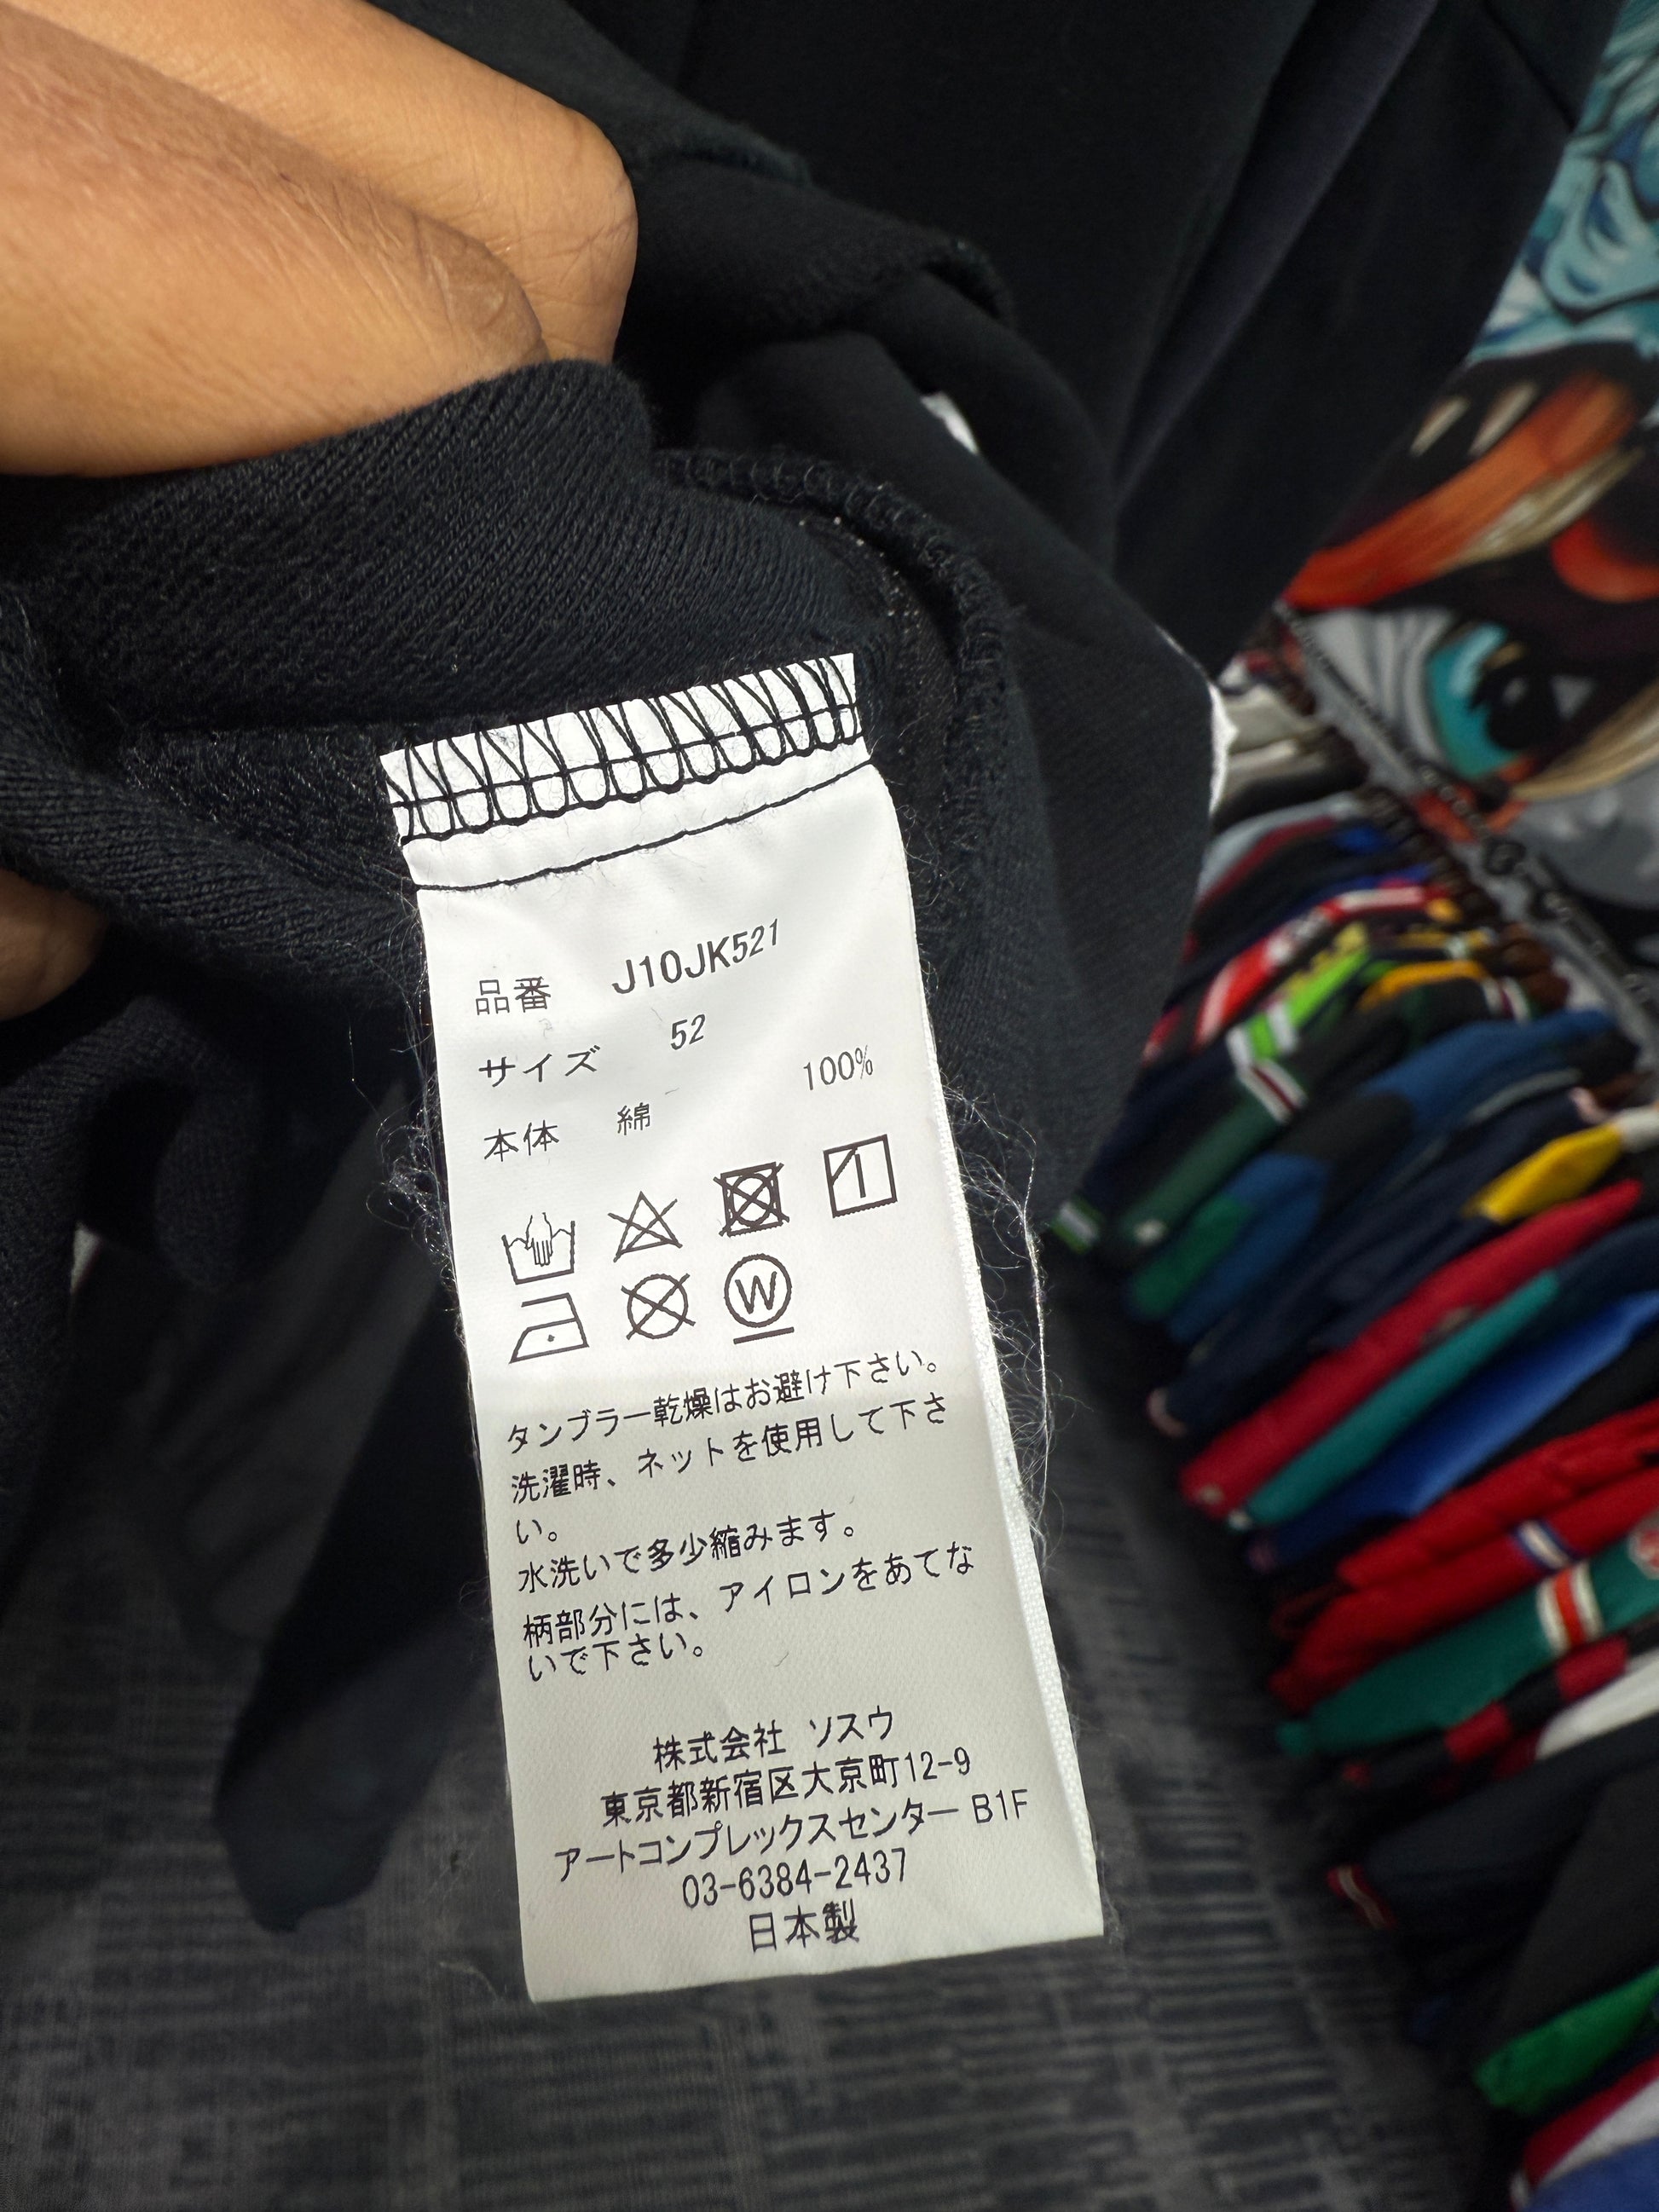 品番 J10JK521
サイズ 52
本体 綿 100%
W
タンブラー乾燥はお避け下さい。
洗濯時、ネットを使用して下さ
い。
水洗いで多少縮みます。
柄部分には、アイロンをあてな
いで下さい。
株式会社 ソスウ
東京都新宿区大京町12-9
アートコンプレックスセンター B1F
03-6384-2437
日本製